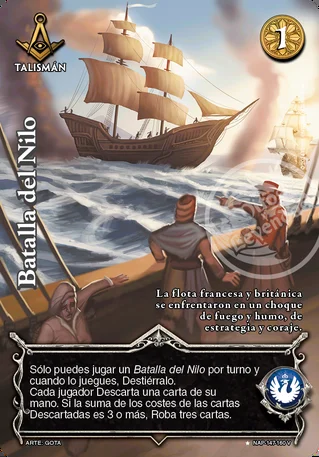 TALISMÁN
1
Batalla del Nilo
La flota francesa y británica
se enfrentaron en un choque
de fuego y humo, de
estrategia y coraje.
Sólo puedes jugar un Batalla del Nilo por turno y
cuando lo juegues, Destiérralo.
Cada jugador Descarta una carta de su
mano. Si la suma de los costes de las cartas
Descartadas es 3 o más, Roba tres cartas.
ARTE: GOTA
NAP-147-160 V